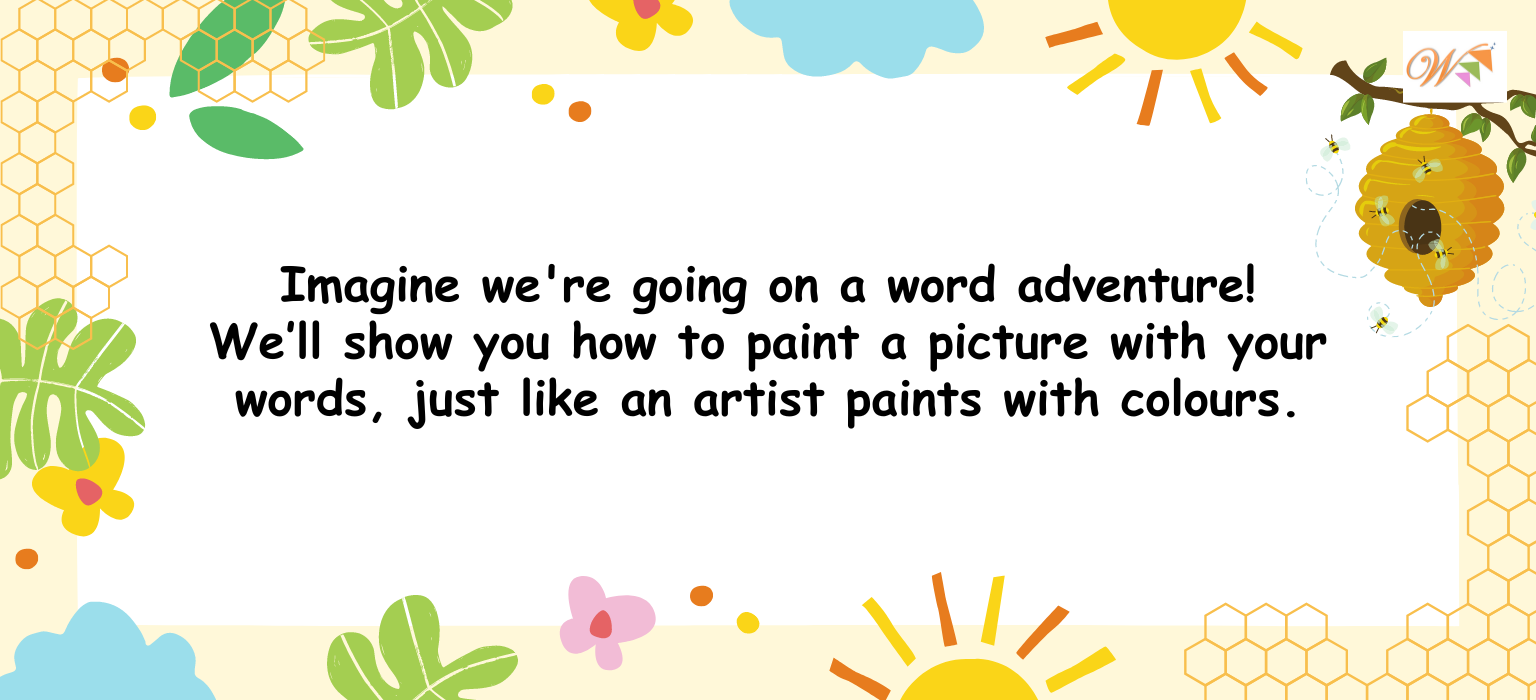 W
Imagine we're going on a word adventure!
We’ll show you how to paint a picture with your
words, just like an artist paints with colours.